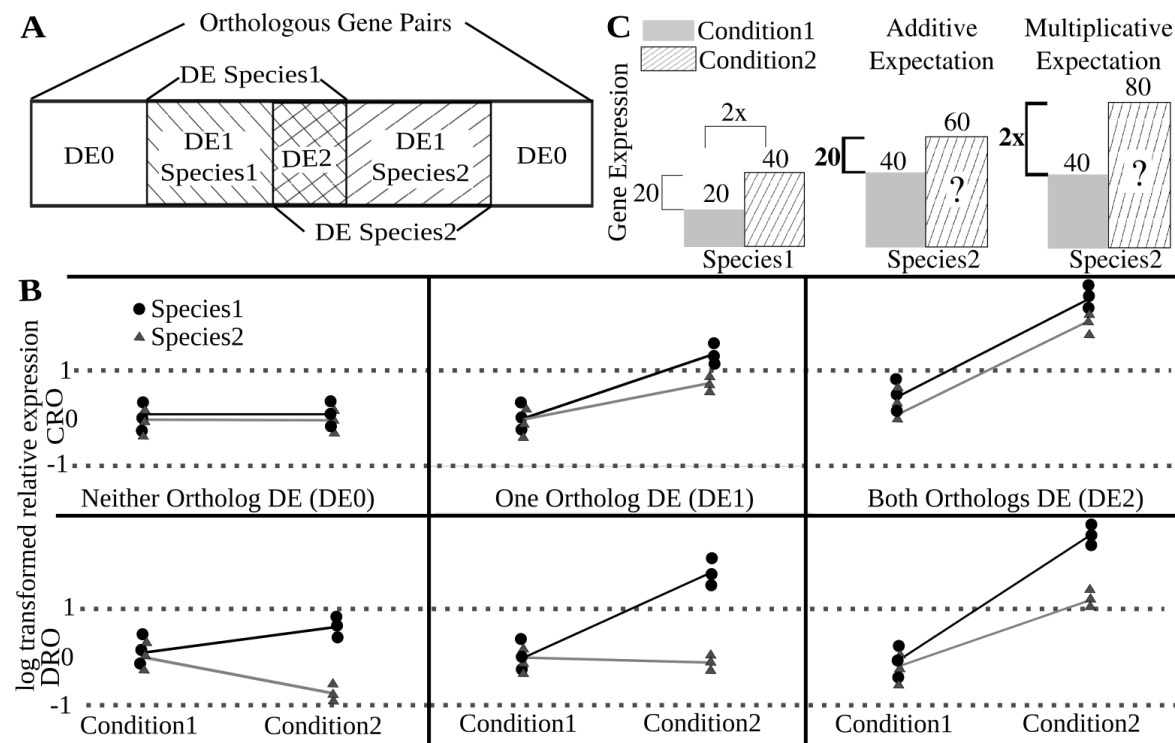 A
Orthologous Gene Pairs
DE Species1
DE0
DE1
Species1
DE2
DE1
Species2
DE0
DE Species2
C
Condition1
Condition2
Additive
Expectation
Multiplicative
Expectation
Gene Expression
20
2x
20
40
Species1
20
40
60
?
Species2
2x
40
80
?
Species2
B
Species1
Species2
log transformed relative expression
CRO
1
0
-1
Neither Ortholog DE (DE0)
One Ortholog DE (DE1)
Both Orthologs DE (DE2)
DRO
1
0
-1
Condition1
Condition2
Condition1
Condition2
Condition1
Condition2